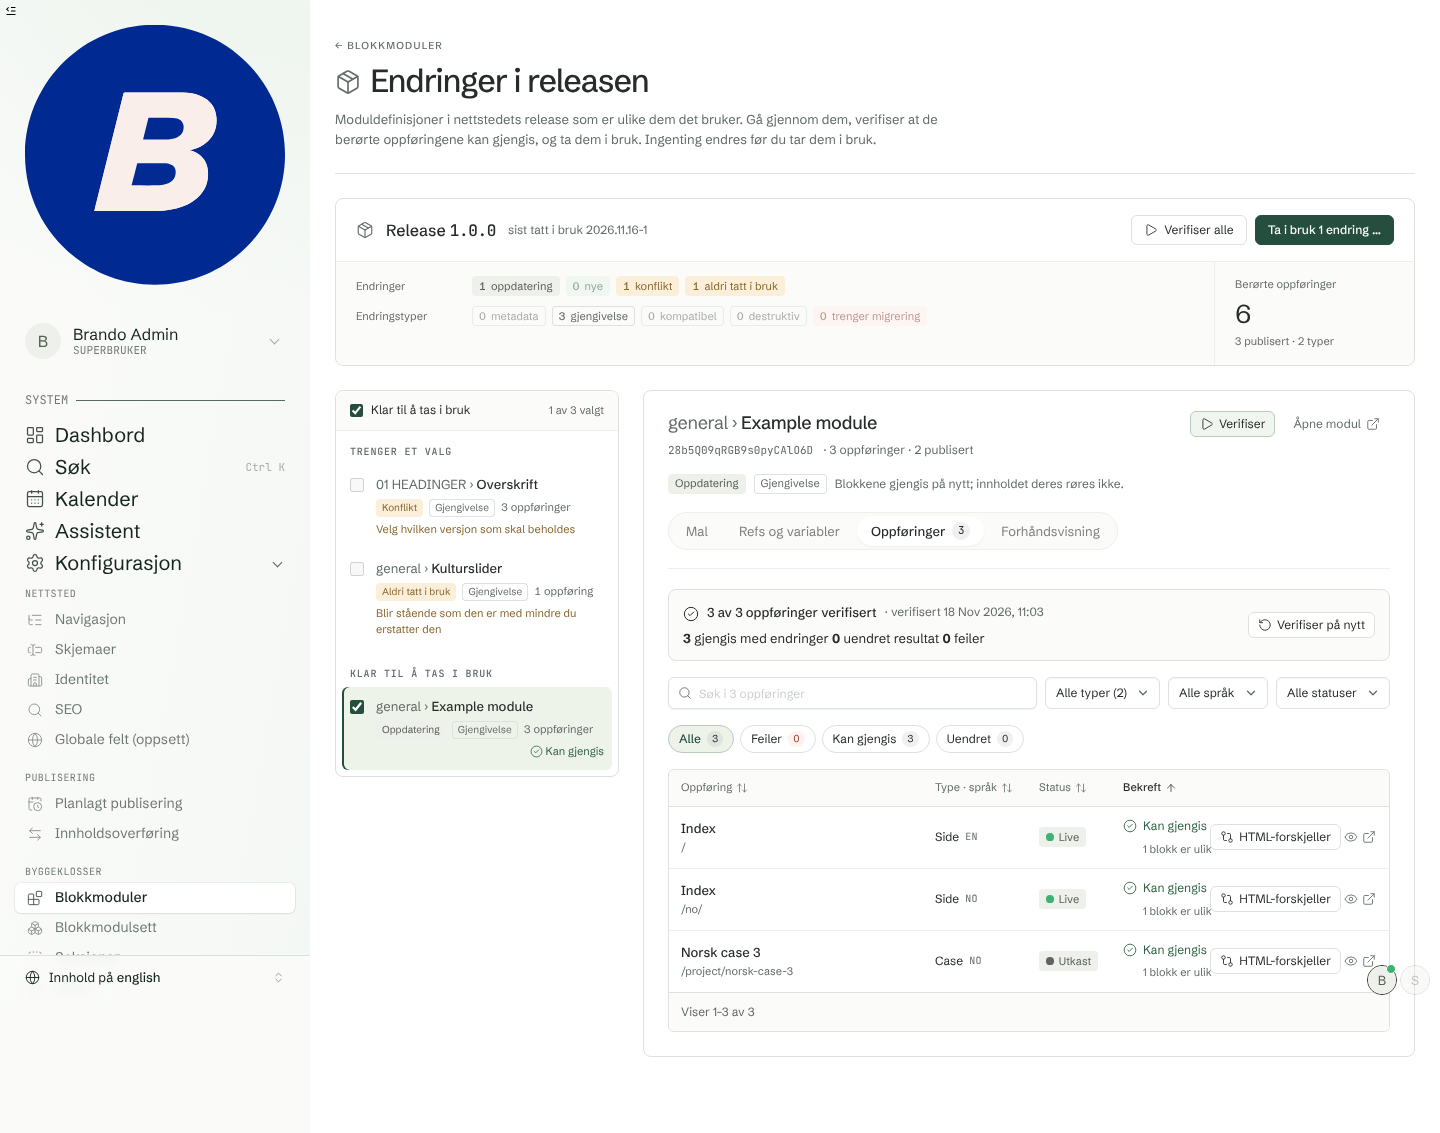 B
B
Brando Admin
SUPERBRUKER
SYSTEM
Dashbord
Søk
Ctrl K
Kalender
Assistent
Konfigurasjon
NETTSTED
Navigasjon
Skjemaer
Identitet
SEO
Globale felt (oppsett)
PUBLISERING
Planlagt publisering
Innholdsoverføring
BYGGEKLOSSER
Blokkmoduler
Blokkmodulsett
Innhold på english
← BLOKKMODULER
Endringer i releasen
Moduldefinisjoner i nettstedets release som er ulike dem det bruker. Gå gjennom dem, verifiser at de
berørte oppføringene kan gjengis, og ta dem i bruk. Ingenting endres før du tar dem i bruk.
Release 1.0.0 sist tatt i bruk 2026.11.16-1
Verifiser alle
Ta i bruk 1 endring ...
Endringer 1 oppdatering 0 nye 1 konflikt 1 aldri tatt i bruk
Endringstyper 0 metadata 3 gjengivelse 0 kompatibel 0 destruktiv 0 trenger migrering
Berørte oppføringer
6
3 publisert · 2 typer
Klar til å tas i bruk 1 av 3 valgt
TRENGER ET VALG
01 HEADINGER › Overskrift
Konflikt Gjengivelse 3 oppføringer
Velg hvilken versjon som skal beholdes
general › Kulturslider
Aldri tatt i bruk Gjengivelse 1 oppføring
Blir stående som den er med mindre du
erstatter den
KLAR TIL Å TAS I BRUK
general › Example module
Oppdatering Gjengivelse 3 oppføringer
Kan gjengis
general › Example module
Verifiser
Åpne modul
28b5Q09qRGB9s0pyCAlO6D · 3 oppføringer · 2 publisert
Oppdatering Gjengivelse Blokkene gjengis på nytt; innholdet deres røres ikke.
Mal Refs og variabler Oppføringer 3 Forhåndsvisning
3 av 3 oppføringer verifisert · verifisert 18 Nov 2026, 11:03
3 gjengis med endringer 0 uendret resultat 0 feiler
Verifiser på nytt
Søk i 3 oppføringer
Alle typer (2)
Alle språk
Alle statuser
Alle 3 Feiler 0 Kan gjengis 3 Uendret 0
Oppføring Type · språk Status Bekreft
Index
/
Side EN
Live
Kan gjengis
1 blokk er ulik
HTML-forskjeller
Index
/no/
Side NO
Live
Kan gjengis
1 blokk er ulik
HTML-forskjeller
Norsk case 3
/project/norsk-case-3
Case NO
Utkast
Kan gjengis
1 blokk er ulik
HTML-forskjeller
B
S
Viser 1–3 av 3